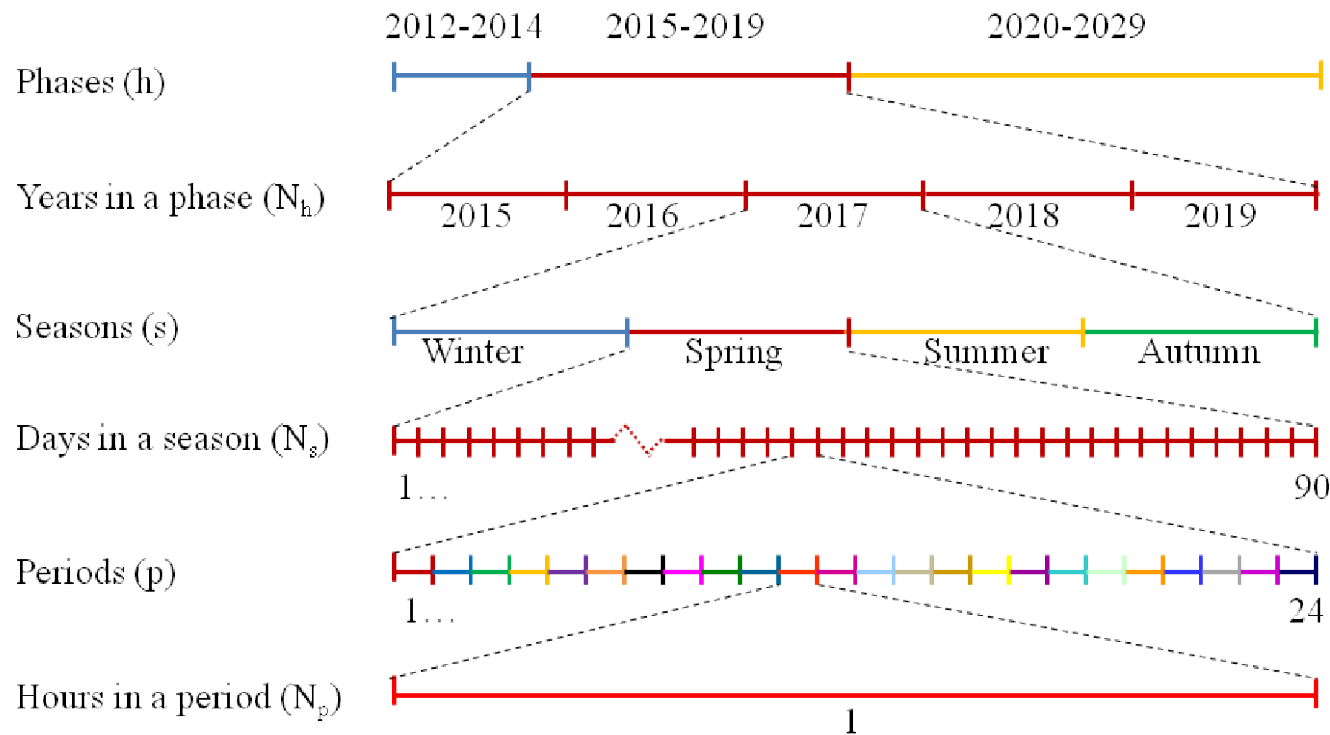 2012-2014 2015-2019 2020-2029
Phases (h)
Years in a phase (Nh)
2015 2016 2017 2018 2019
Seasons (s)
Winter Spring Summer Autumn
Days in a season (Ns)
1... 90
Periods (p)
1... 24
Hours in a period (Np)
1